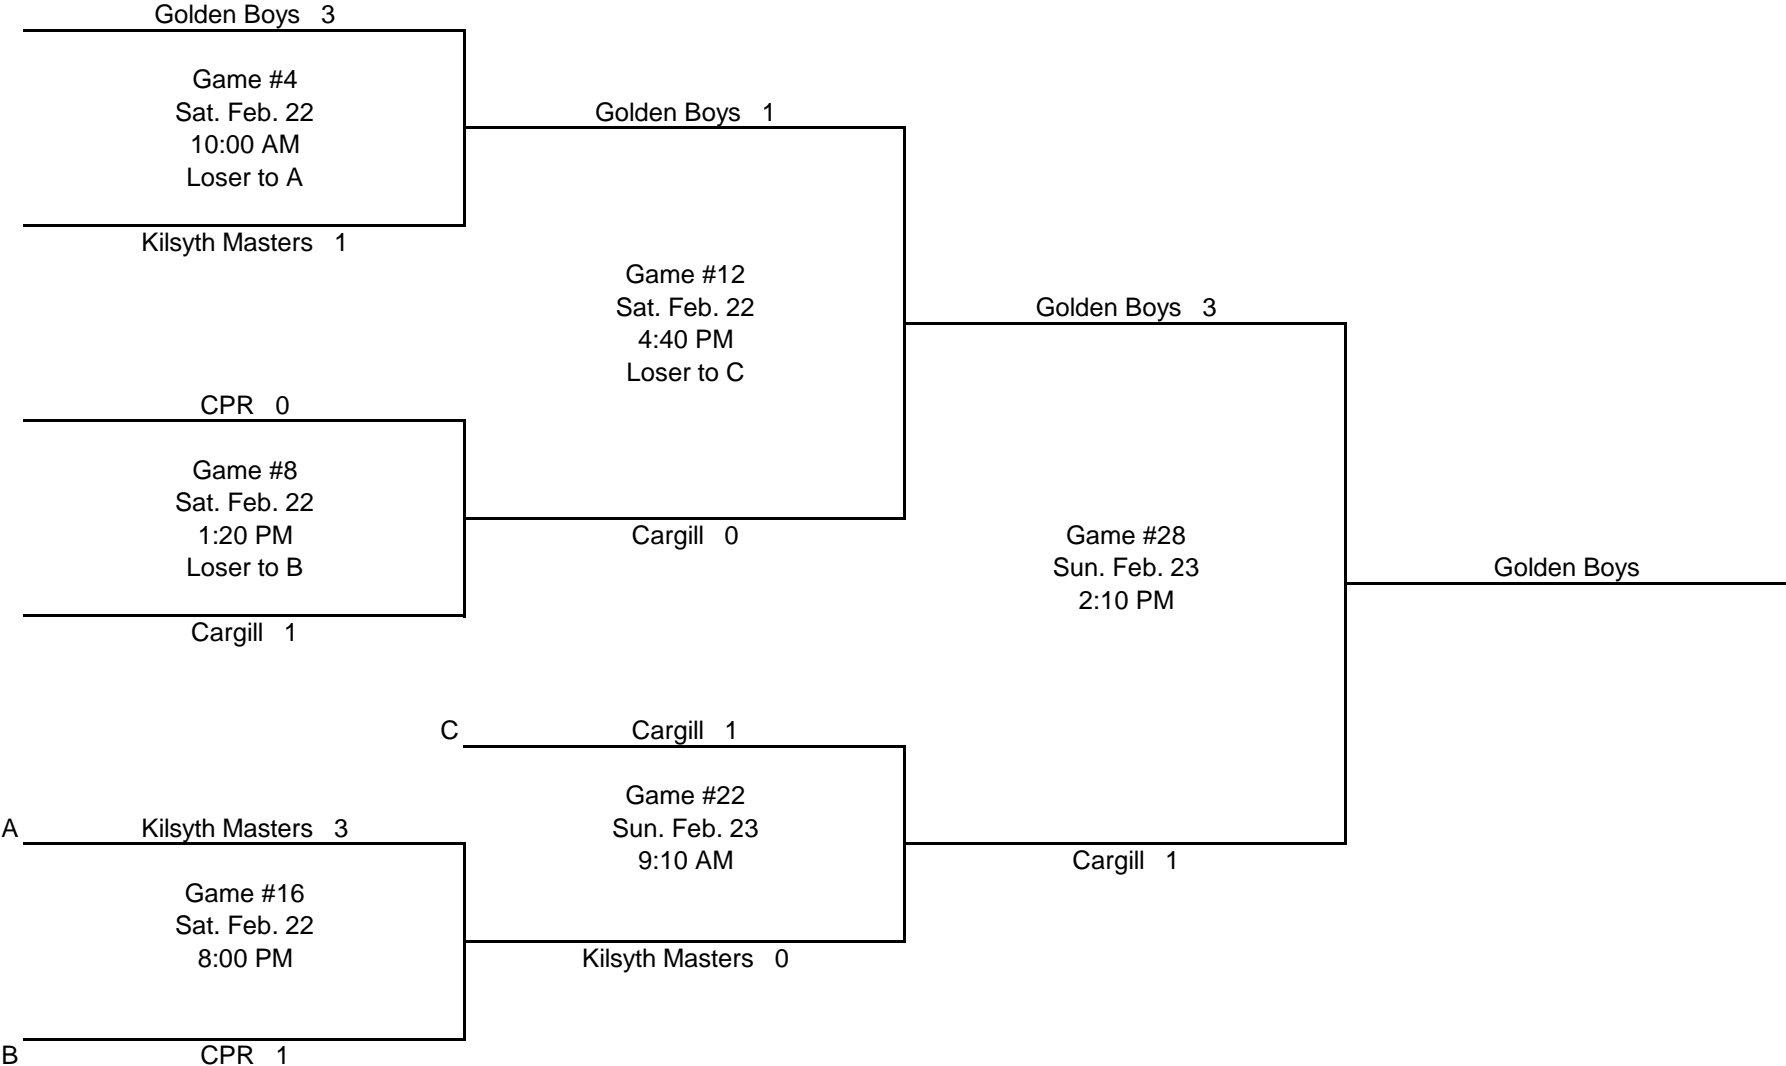 Golden Boys 3
Game #4
Sat. Feb. 22
10:00 AM
Loser to A
Kilsyth Masters 1
CPR 0
Game #8
Sat. Feb. 22
1:20 PM
Loser to B
Cargill 1
Golden Boys 1
Game #12
Sat. Feb. 22
4:40 PM
Loser to C
Cargill 0
A
Kilsyth Masters 3
Game #16
Sat. Feb. 22
8:00 PM
B
CPR 1
C
Cargill 1
Game #22
Sun. Feb. 23
9:10 AM
Kilsyth Masters 0
Golden Boys 3
Game #28
Sun. Feb. 23
2:10 PM
Cargill 1
Golden Boys